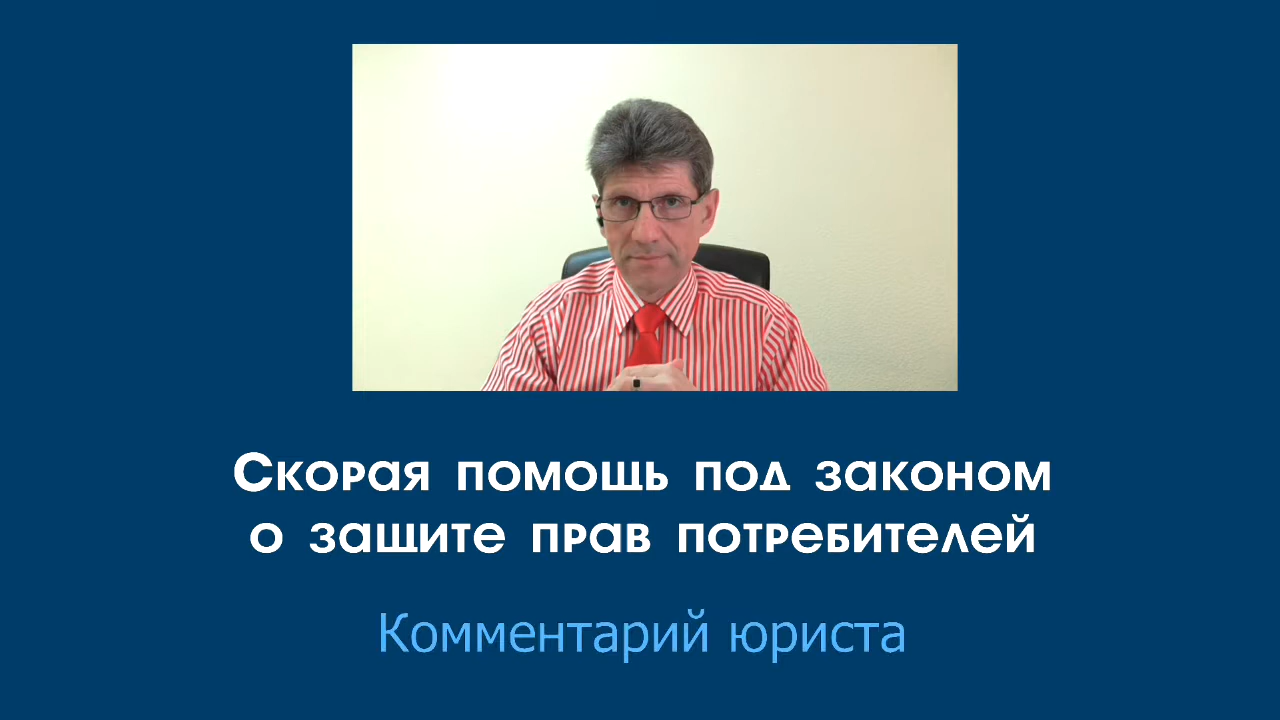 Скорая помощь под законом
о защите прав потребителей
Комментарий юриста